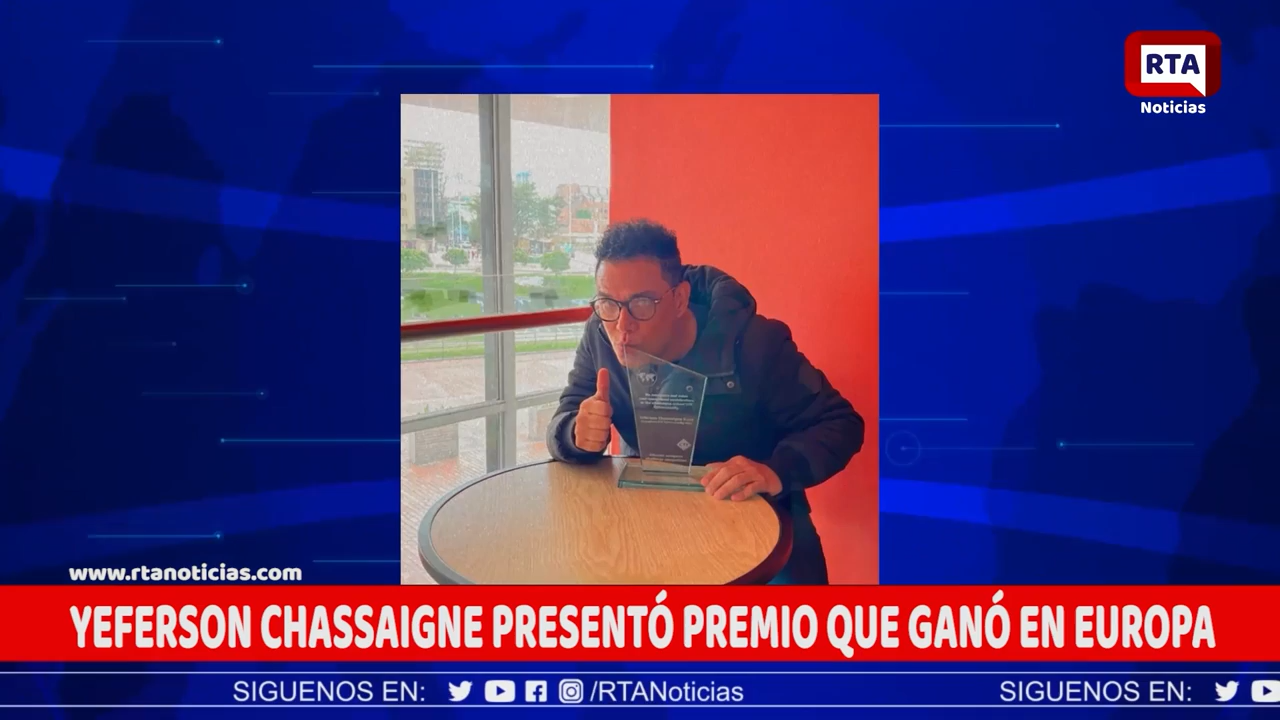 RTA
Noticias
www.rtanoticias.com
YEFERSON CHASSAIGNE PRESENTÓ PREMIO QUE GANÓ EN EUROPA
SIGUENOS EN: /RTANoticias SIGUENOS EN: